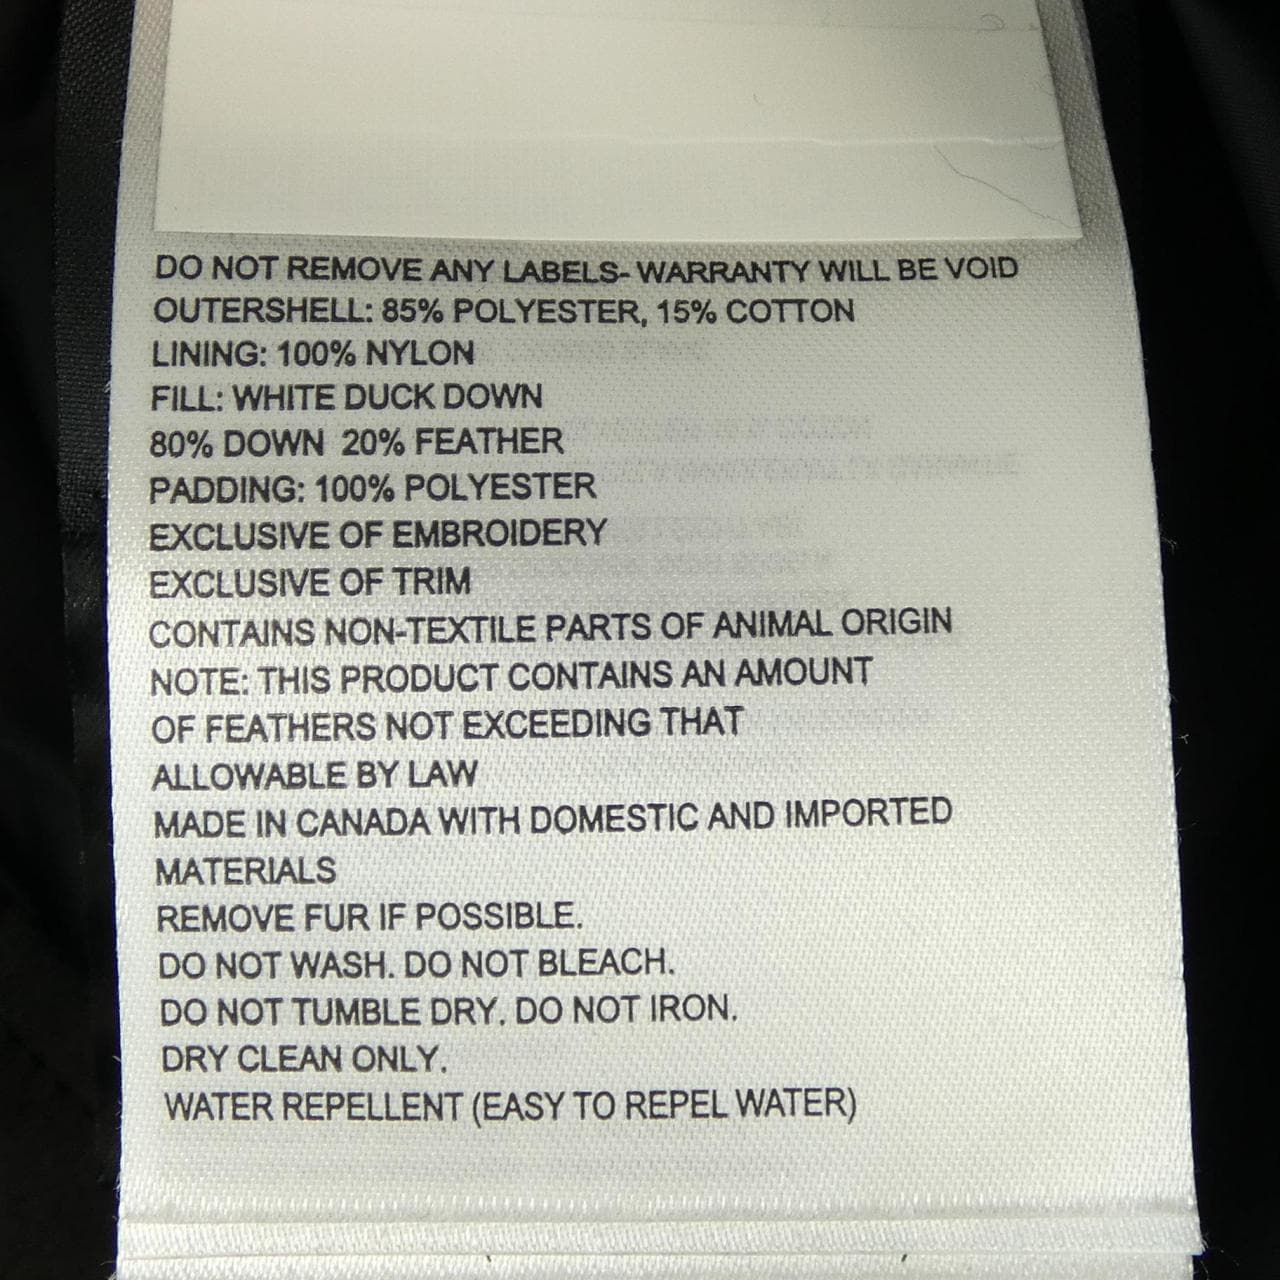 DO NOT REMOVE ANY LABELS- WARRANTY WILL BE VOID
OUTERSHELL: 85% POLYESTER, 15% COTTON
LINING: 100% NYLON
FILL: WHITE DUCK DOWN
80% DOWN  20% FEATHER
PADDING: 100% POLYESTER
EXCLUSIVE OF EMBROIDERY
EXCLUSIVE OF TRIM
CONTAINS NON-TEXTILE PARTS OF ANIMAL ORIGIN
NOTE: THIS PRODUCT CONTAINS AN AMOUNT
OF FEATHERS NOT EXCEEDING THAT
ALLOWABLE BY LAW
MADE IN CANADA WITH DOMESTIC AND IMPORTED
MATERIALS
REMOVE FUR IF POSSIBLE.
DO NOT WASH. DO NOT BLEACH.
DO NOT TUMBLE DRY. DO NOT IRON.
DRY CLEAN ONLY.
WATER REPELLENT (EASY TO REPEL WATER)